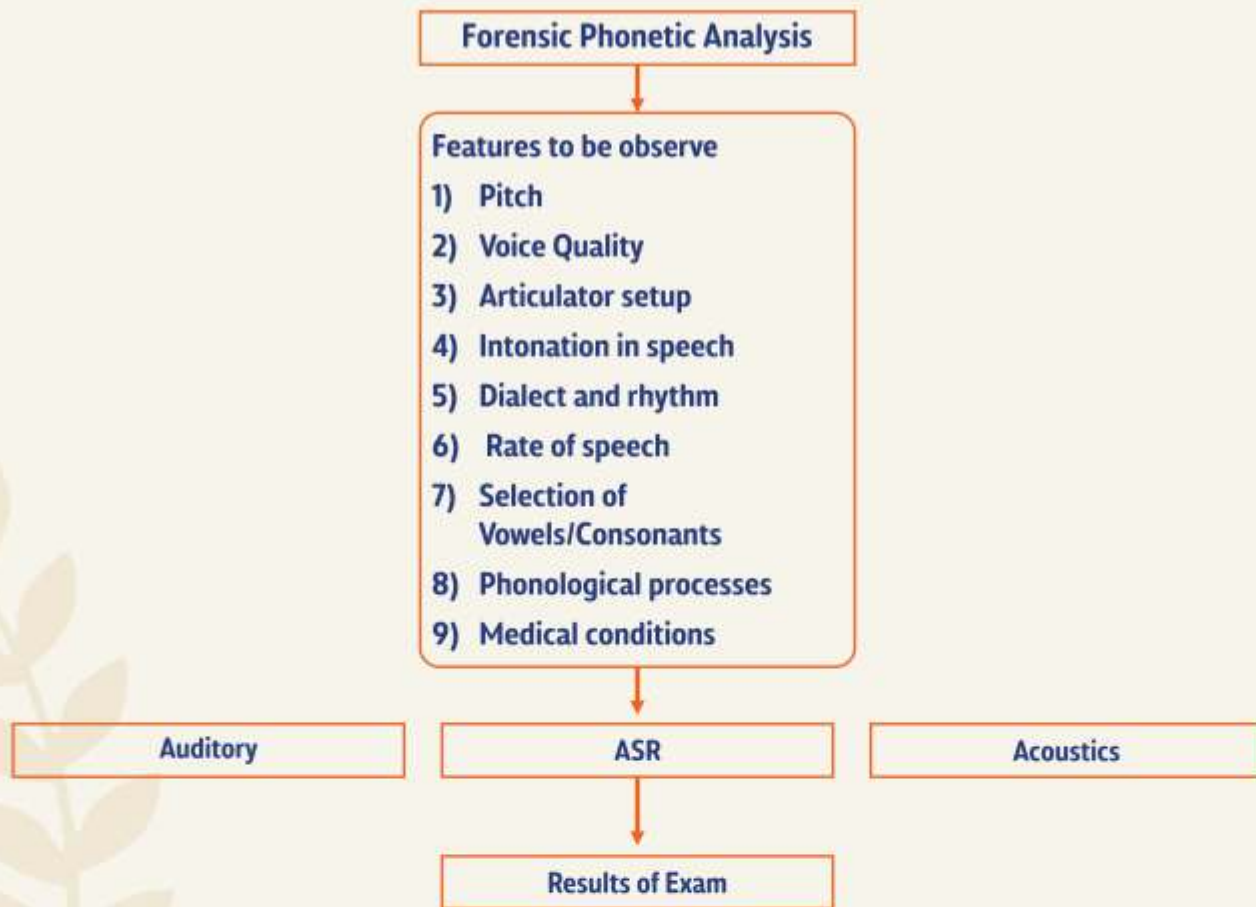 Forensic Phonetic Analysis
Features to be observe
1) Pitch
2) Voice Quality
3) Articulator setup
4) Intonation in speech
5) Dialect and rhythm
6) Rate of speech
7) Selection of
Vowels/Consonants
8) Phonological processes
9) Medical conditions
Auditory
ASR
Acoustics
Results of Exam